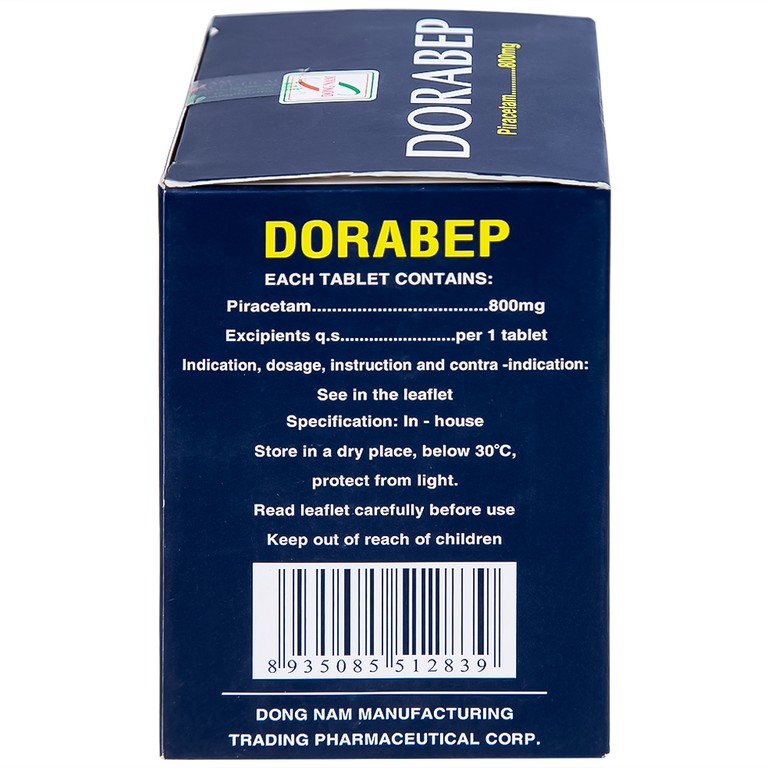 DORABEP
Piracetam............800mg
DONG NAM
DORABEP
EACH TABLET CONTAINS:
Piracetam...................................800mg
Excipients q.s.......................per 1 tablet
Indication, dosage, instruction and contra -indication:
See in the leaflet
Specification: In - house
Store in a dry place, below 30°C,
protect from light.
Read leaflet carefully before use
Keep out of reach of children
8 935085 512839
DONG NAM MANUFACTURING
TRADING PHARMACEUTICAL CORP.